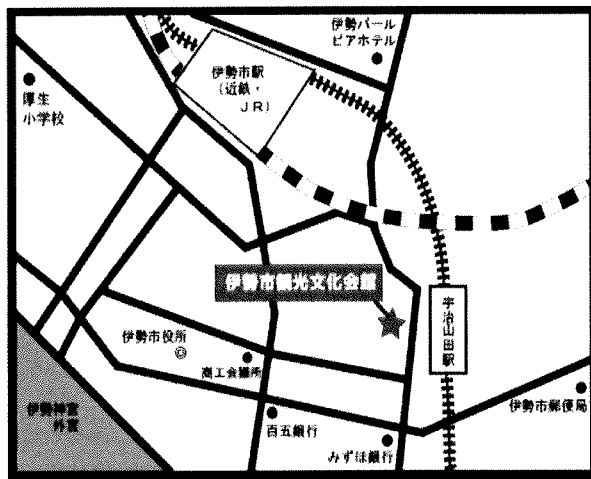 伊勢パール
ピアホテル
伊勢市駅
(近鉄・
JR)
厚生
小学校
伊勢市観光文化会館
宇治山田駅
伊勢市役所
商工会議所
伊勢神宮
外宮
百五銀行
みずほ銀行
伊勢市郵便局